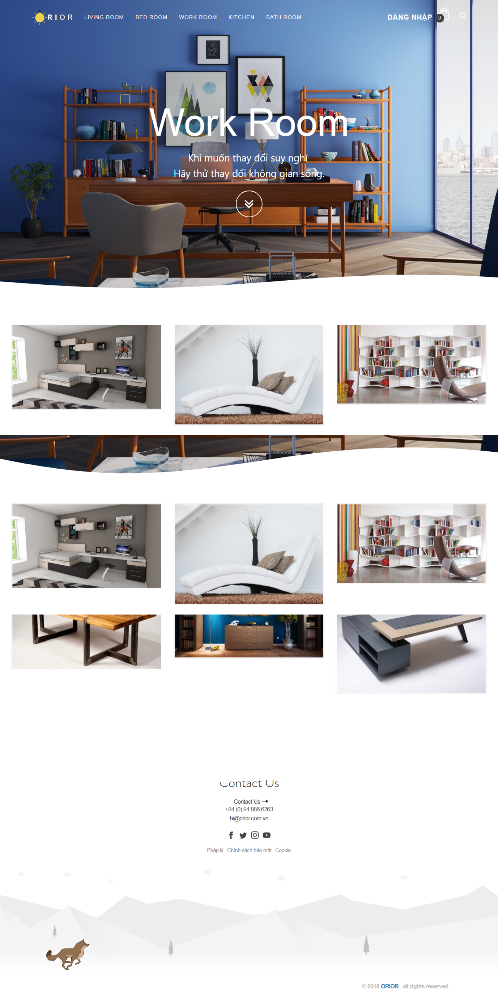 RIOR LIVING ROOM BED ROOM WORK ROOM KITCHEN BATH ROOM ĐĂNG NHẬP 0
Work Room
Khi muốn thay đổi suy nghĩ
Hãy thử thay đổi không gian sống.
Contact Us
Contact Us
+84 (0) 94 886 6263
hi@orior.com.vn
Pháp lý Chính sách bảo mật Cookie
© 2018 ORIOR . all rights reserved